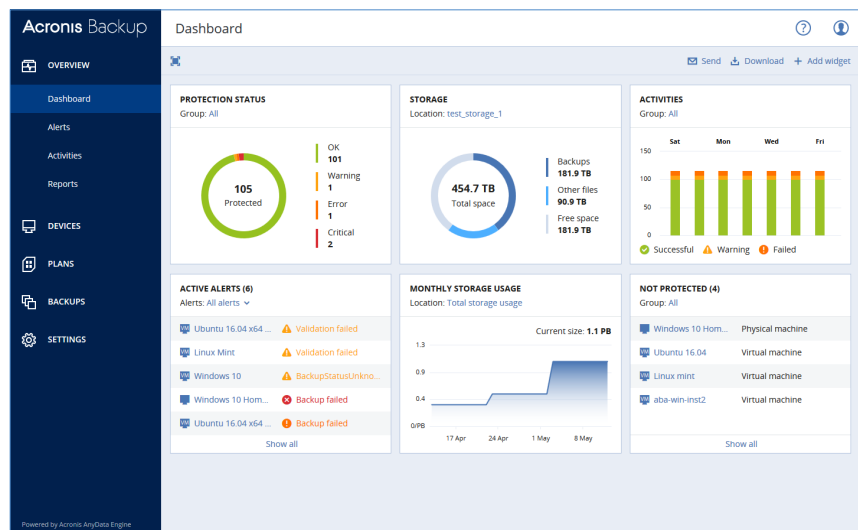 Acronis Backup
OVERVIEW
Dashboard
Alerts
Activities
Reports
DEVICES
PLANS
BACKUPS
SETTINGS
Powered by Acronis AnyData Engine
Dashboard
?
Send Download + Add widget
PROTECTION STATUS
Group: All
105
Protected
OK
101
Warning
1
Error
1
Critical
2
STORAGE
Location: test_storage_1
454.7 TB
Total space
Backups
181.9 TB
Other files
90.9 TB
Free space
181.9 TB
ACTIVITIES
Group: All
Sat Mon Wed Fri
150
100
50
0
Successful Warning Failed
ACTIVE ALERTS (6)
Alerts: All alerts
VM Ubuntu 16.04 x64 ... Validation failed
VM Linux Mint Validation failed
VM Windows 10 BackupStatusUnkno...
Windows 10 Hom... Backup failed
VM Ubuntu 16.04 x64 ... Backup failed
Show all
MONTHLY STORAGE USAGE
Location: Total storage usage
Current size: 1.1 PB
1.3
0.9
0.4
0/PB
17 Apr 24 Apr 1 May 8 May
NOT PROTECTED (4)
Group: All
Windows 10 Hom... Physical machine
VM Ubuntu 16.04 Virtual machine
VM Linux mint Virtual machine
VM aba-win-inst2 Virtual machine
Show all